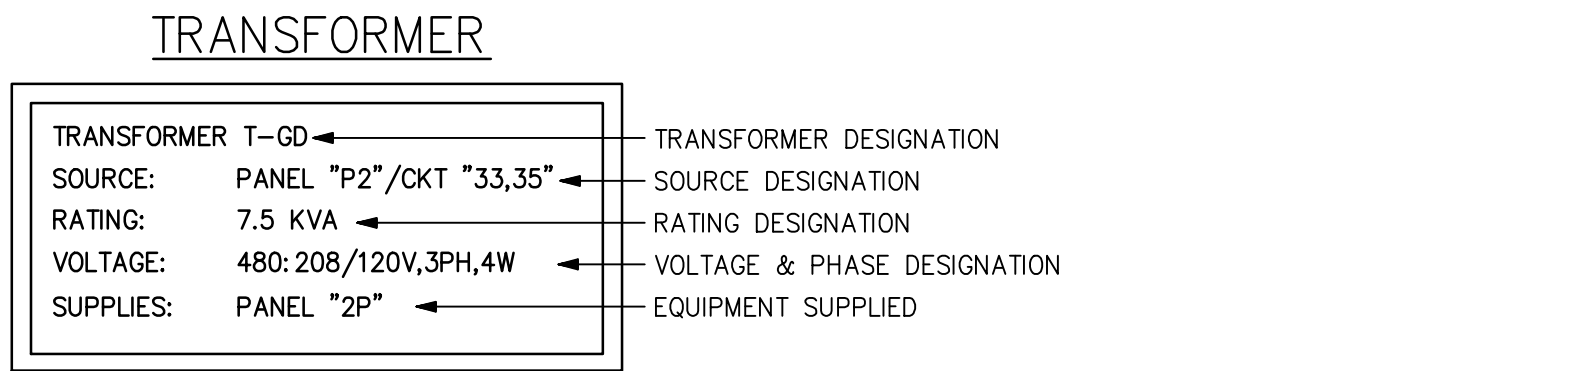 TRANSFORMER
TRANSFORMER T-GD TRANSFORMER DESIGNATION
SOURCE: PANEL "P2"/CKT "33,35" SOURCE DESIGNATION
RATING: 7.5 KVA RATING DESIGNATION
VOLTAGE: 480:208/120V,3PH,4W VOLTAGE & PHASE DESIGNATION
SUPPLIES: PANEL "2P" EQUIPMENT SUPPLIED